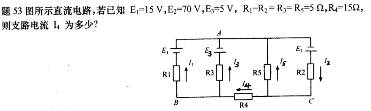 题 53 图所示直流电路,若已知 E₁=15 V,E₂=70 V,E₃=5 V, R₁=R₂= R₃= R₅=5 Ω,R₄=15Ω,
则支路电流 I₄ 为多少?
A
E₁
E₃
I₁
I₃
I₅
I₂
R1
R3
R5
R2
I₄
B
R4
C